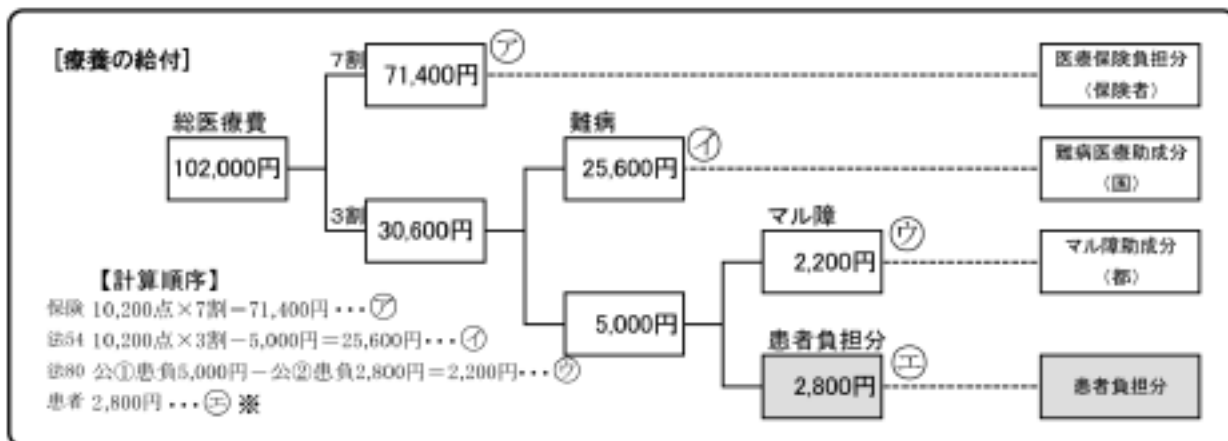 [療養の給付]
7割
71,400円
㋐
医療保険負担分
(保険者)
総医療費
102,000円
難病
25,600円
㋑
難病医療助成分
(国)
3割
30,600円
マル障
2,200円
㋒
マル障助成分
(都)
5,000円
患者負担分
2,800円
㋓
患者負担分
【計算順序】
保険 10,200点×7割=71,400円・・・㋐
法54 10,200点×3割-5,000円=25,600円・・・㋑
法80 公①患負5,000円-公②患負2,800円=2,200円・・・㋒
患者 2,800円・・・㋓ ※